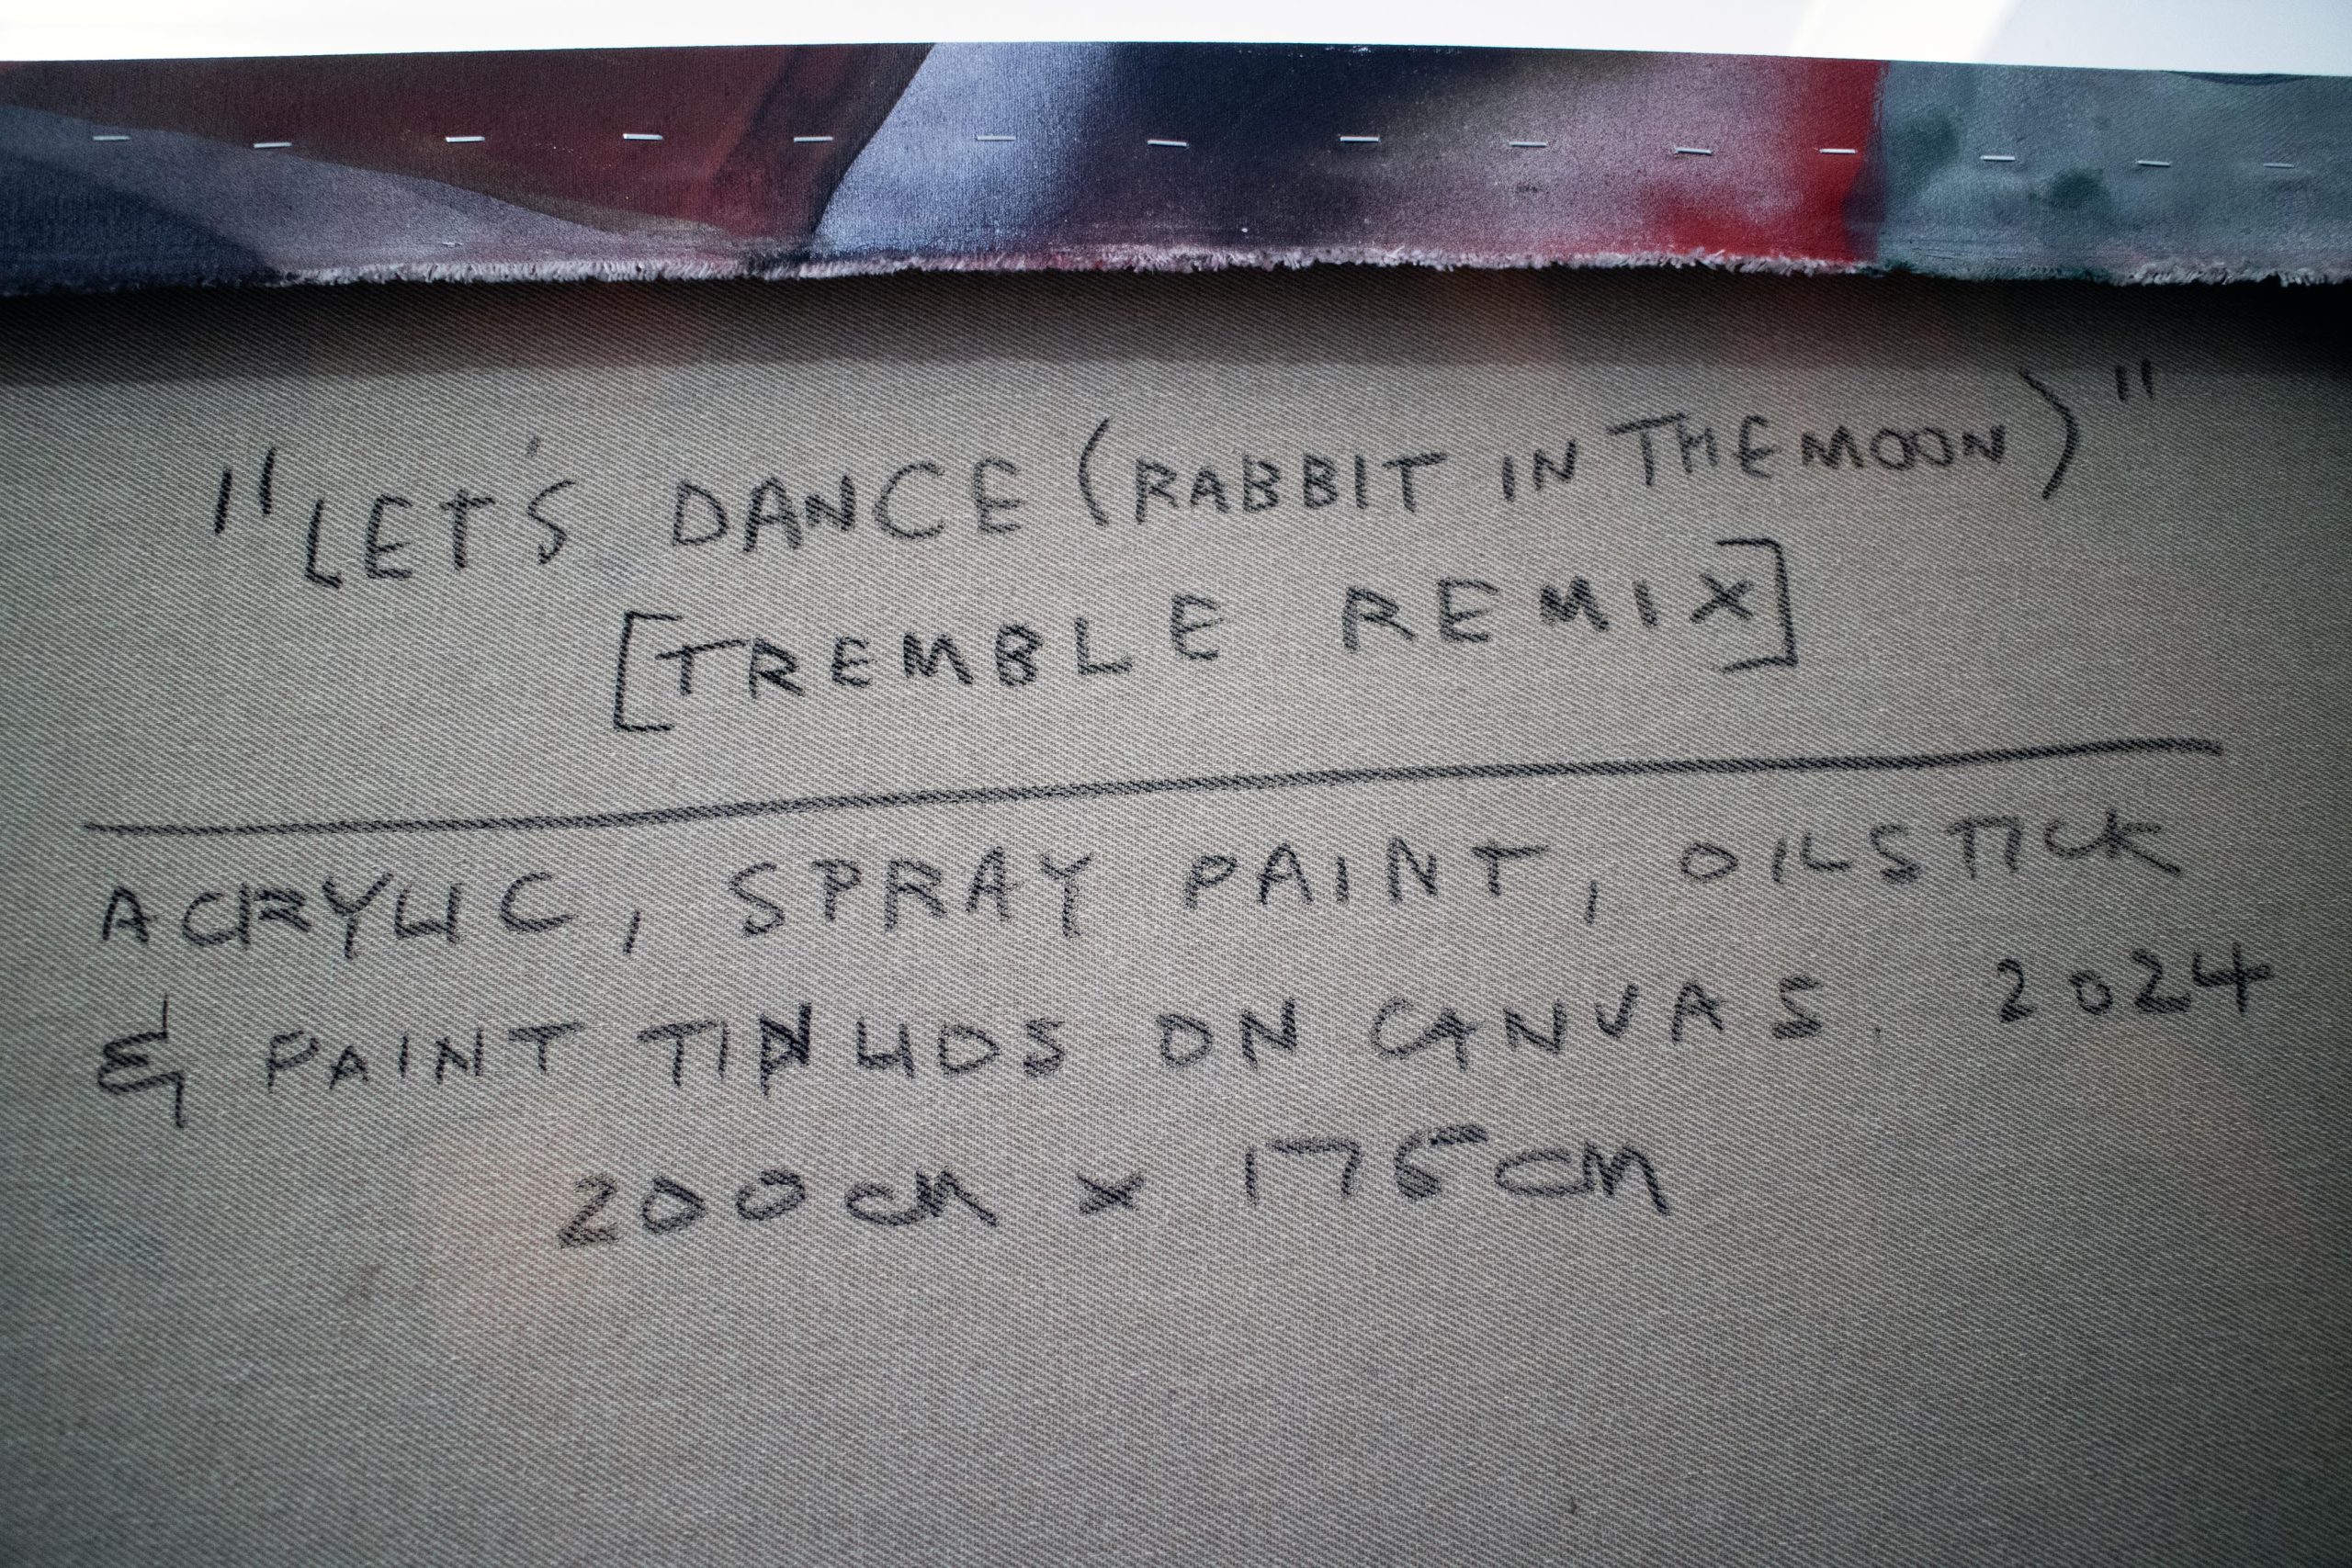 "LET'S DANCE (RABBIT IN THE MOON)"
[TREMBLE REMIX]
ACRYLIC, SPRAY PAINT, OILSTICK
& PAINT TIN LIDS ON CANVAS. 2024
200CM x 175CM